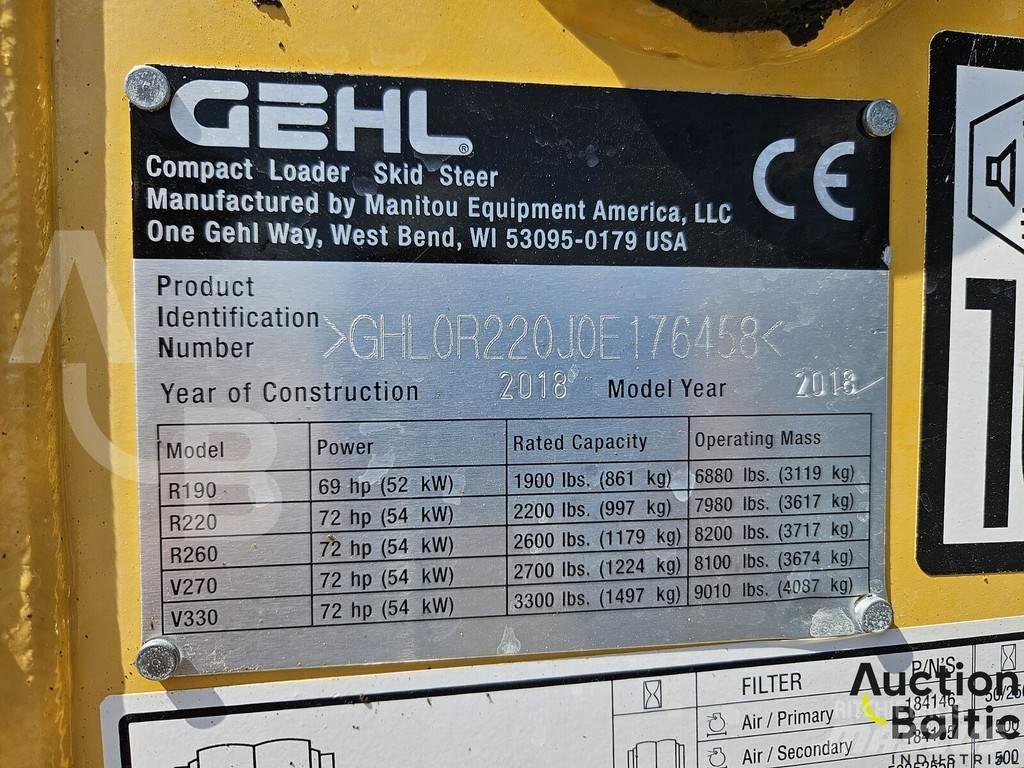 GEHL®
Compact Loader Skid Steer
Manufactured by Manitou Equipment America, LLC
One Gehl Way, West Bend, WI 53095-0179 USA
CE
Product
Identification
Number >GHL0R220J0E176458<
Year of Construction 2018 Model Year 2018
Model Power Rated Capacity Operating Mass
R190 69 hp (52 kW) 1900 lbs. (861 kg) 6880 lbs. (3119 kg)
R220 72 hp (54 kW) 2200 lbs. (997 kg) 7980 lbs. (3617 kg)
R260 72 hp (54 kW) 2600 lbs. (1179 kg) 8200 lbs. (3717 kg)
V270 72 hp (54 kW) 2700 lbs. (1224 kg) 8100 lbs. (3674 kg)
V330 72 hp (54 kW) 3300 lbs. (1497 kg) 9010 lbs. (4087 kg)
FILTER P/N'S
Air / Primary 184146
Air / Secondary
500
Auction
Baltic
INDUSTRIAL